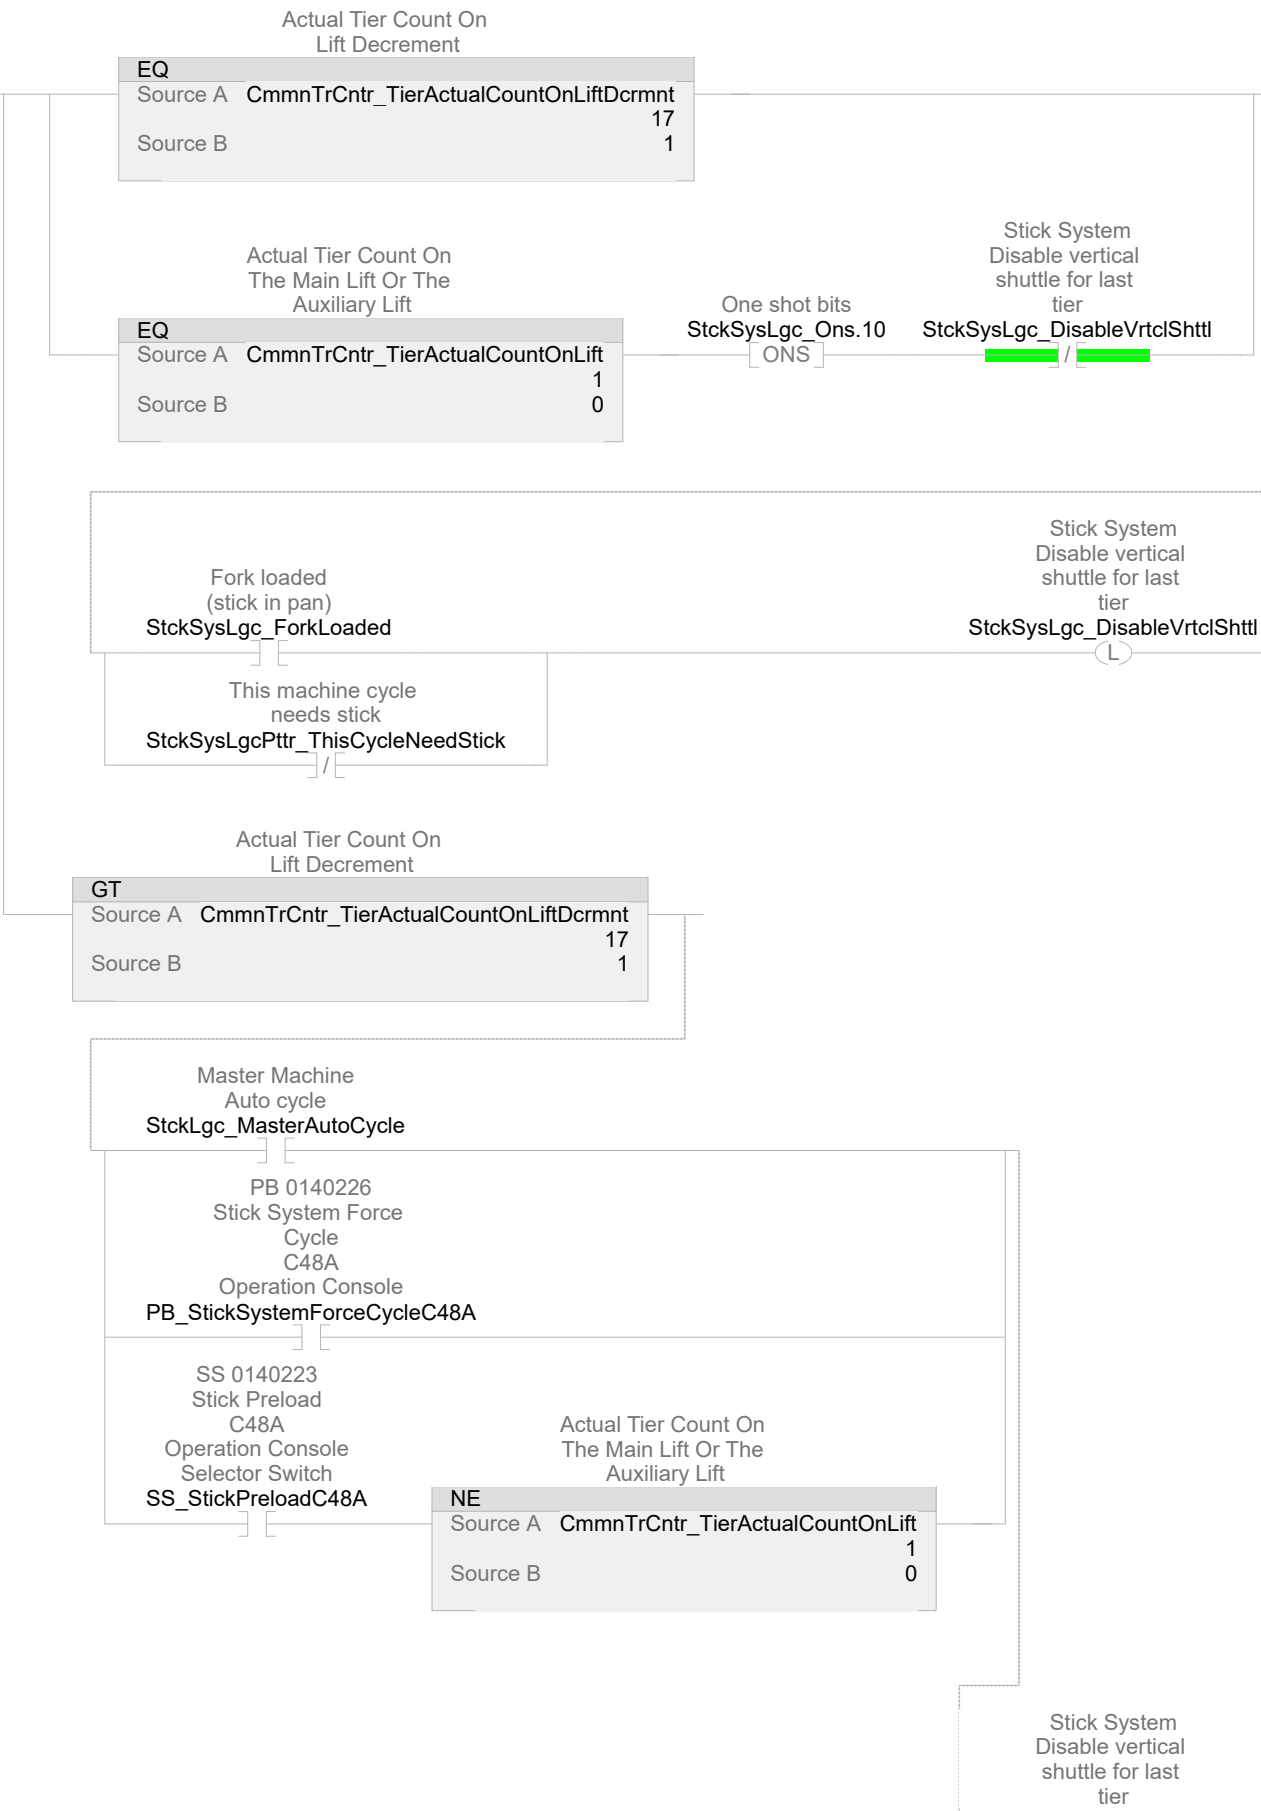 Actual Tier Count On
Lift Decrement
EQ
Source A CmmnTrCntr_TierActualCountOnLiftDcrmnt
17
Source B 1
Actual Tier Count On
The Main Lift Or The
Auxiliary Lift
EQ
Source A CmmnTrCntr_TierActualCountOnLift
1
Source B 0
One shot bits
StckSysLgc_Ons.10
ONS
Stick System
Disable vertical
shuttle for last
tier
StckSysLgc_DisableVrtclShttl
/
Fork loaded
(stick in pan)
StckSysLgc_ForkLoaded
Stick System
Disable vertical
shuttle for last
tier
StckSysLgc_DisableVrtclShttl
L
This machine cycle
needs stick
StckSysLgcPttr_ThisCycleNeedStick
/
Actual Tier Count On
Lift Decrement
GT
Source A CmmnTrCntr_TierActualCountOnLiftDcrmnt
17
Source B 1
Master Machine
Auto cycle
StckLgc_MasterAutoCycle
PB 0140226
Stick System Force
Cycle
C48A
Operation Console
PB_StickSystemForceCycleC48A
SS 0140223
Stick Preload
C48A
Operation Console
Selector Switch
SS_StickPreloadC48A
Actual Tier Count On
The Main Lift Or The
Auxiliary Lift
NE
Source A CmmnTrCntr_TierActualCountOnLift
1
Source B 0
Stick System
Disable vertical
shuttle for last
tier